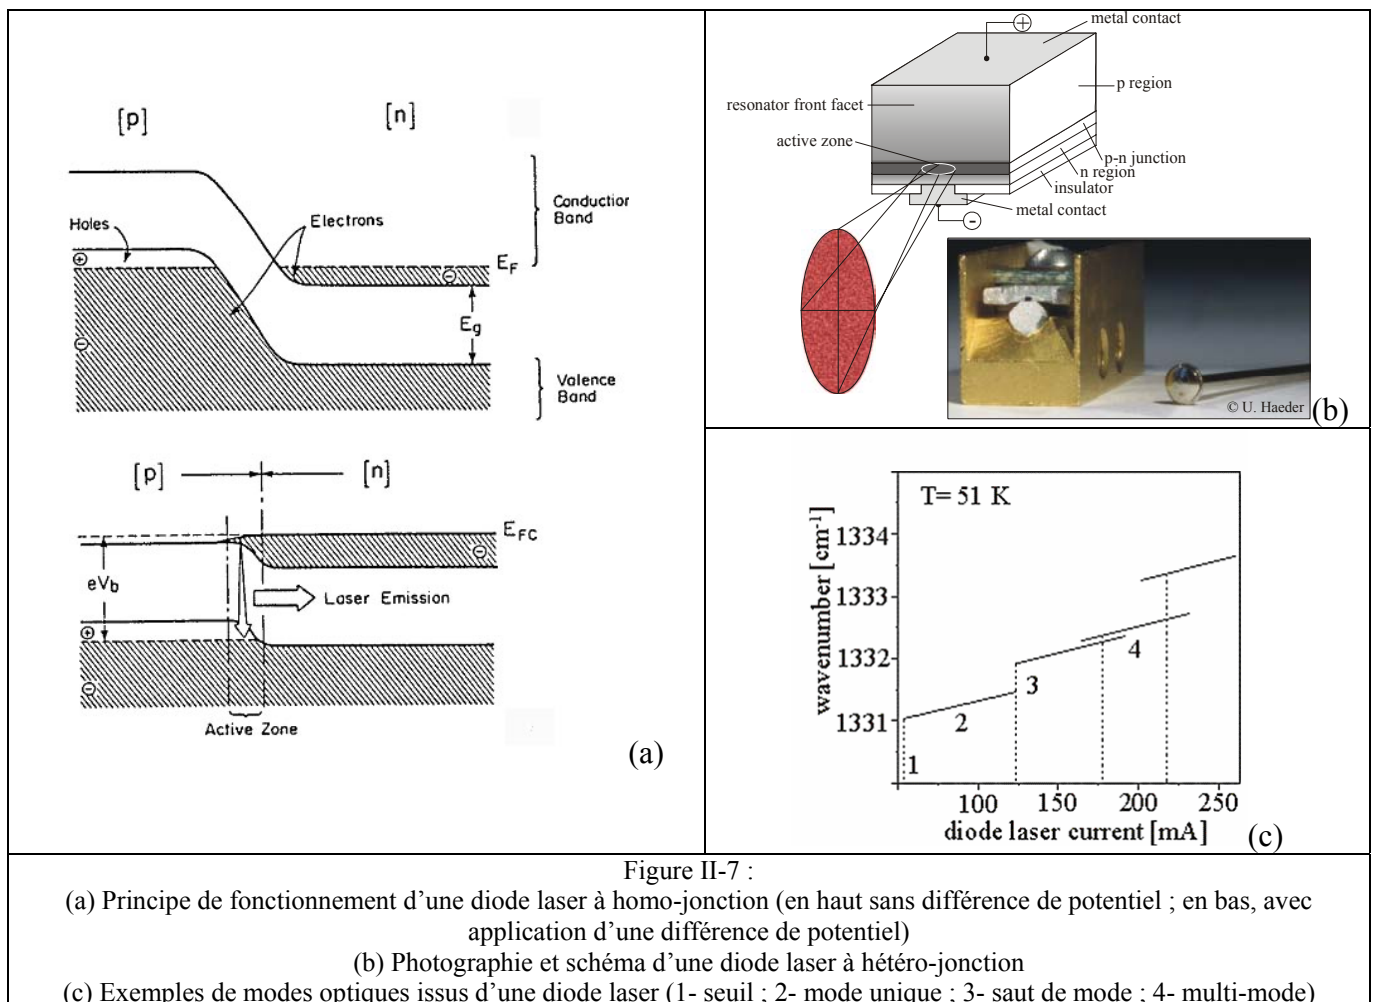 [p]
[n]
Conduction
Band
Holes
Electrons
E_F
E_g
Valence
Band
[p]
[n]
E_FC
eV_b
Laser Emission
Active Zone
(a)
metal contact
p region
resonator front facet
active zone
p-n junction
n region
insulator
metal contact
© U. Haeder
(b)
T= 51 K
wavenumber [cm⁻¹]
1334
1333
1332
1331
1
2
3
4
100
150
200
250
diode laser current [mA]
(c)
Figure II-7 :
(a) Principe de fonctionnement d’une diode laser à homo-jonction (en haut sans différence de potentiel ; en bas, avec
application d’une différence de potentiel)
(b) Photographie et schéma d’une diode laser à hétéro-jonction
(c) Exemples de modes optiques issus d’une diode laser (1- seuil ; 2- mode unique ; 3- saut de mode ; 4- multi-mode)